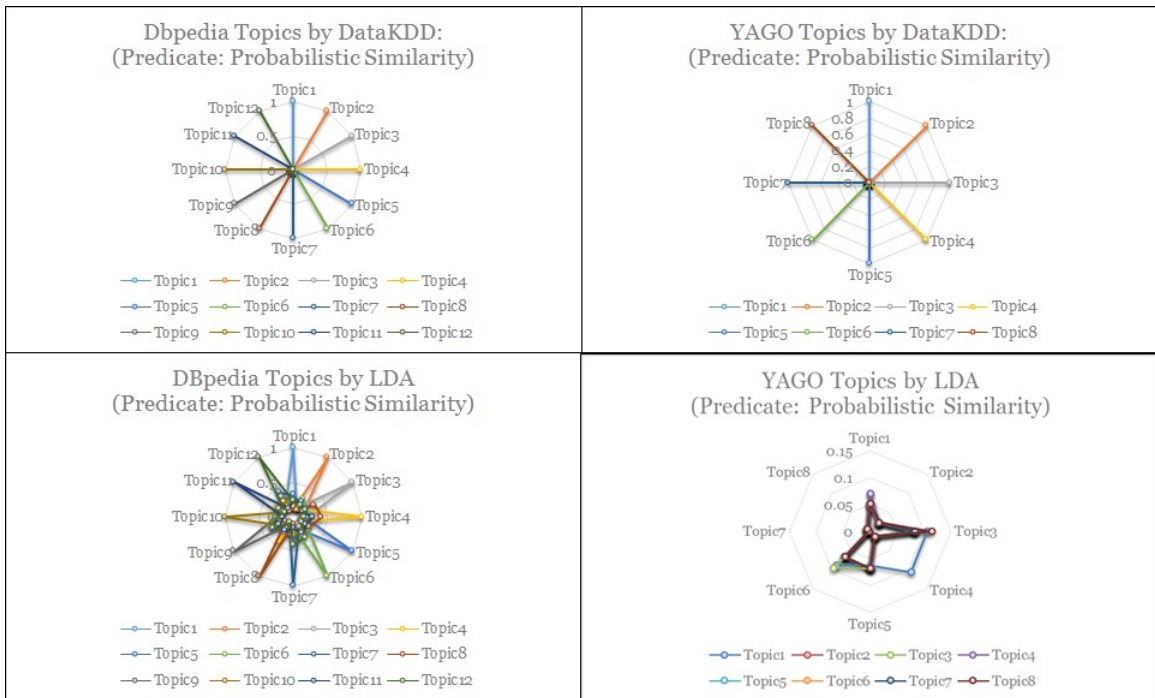 Dbpedia Topics by DataKDD:
(Predicate: Probabilistic Similarity)
Topic1
Topic12 1 Topic2
Topic11 0.5 Topic3
Topic10 0 Topic4
Topic9 Topic5
Topic8 Topic6
Topic7
Topic1 Topic2 Topic3 Topic4
Topic5 Topic6 Topic7 Topic8
Topic9 Topic10 Topic11 Topic12
YAGO Topics by DataKDD:
(Predicate: Probabilistic Similarity)
Topic1
1
Topic8 0.8 Topic2
0.6
0.4
0.2
Topic7 0 Topic3
Topic6 Topic4
Topic5
Topic1 Topic2 Topic3 Topic4
Topic5 Topic6 Topic7 Topic8
DBpedia Topics by LDA
(Predicate: Probabilistic Similarity)
Topic1
Topic12 1 Topic2
Topic11 Topic3
Topic10 Topic4
Topic9 Topic5
Topic8 Topic6
Topic7
Topic1 Topic2 Topic3 Topic4
Topic5 Topic6 Topic7 Topic8
Topic9 Topic10 Topic11 Topic12
YAGO Topics by LDA
(Predicate: Probabilistic Similarity)
Topic1
0.15
Topic8 0.1 Topic2
0.05
Topic7 0 Topic3
Topic6 Topic4
Topic5
Topic1 Topic2 Topic3 Topic4
Topic5 Topic6 Topic7 Topic8